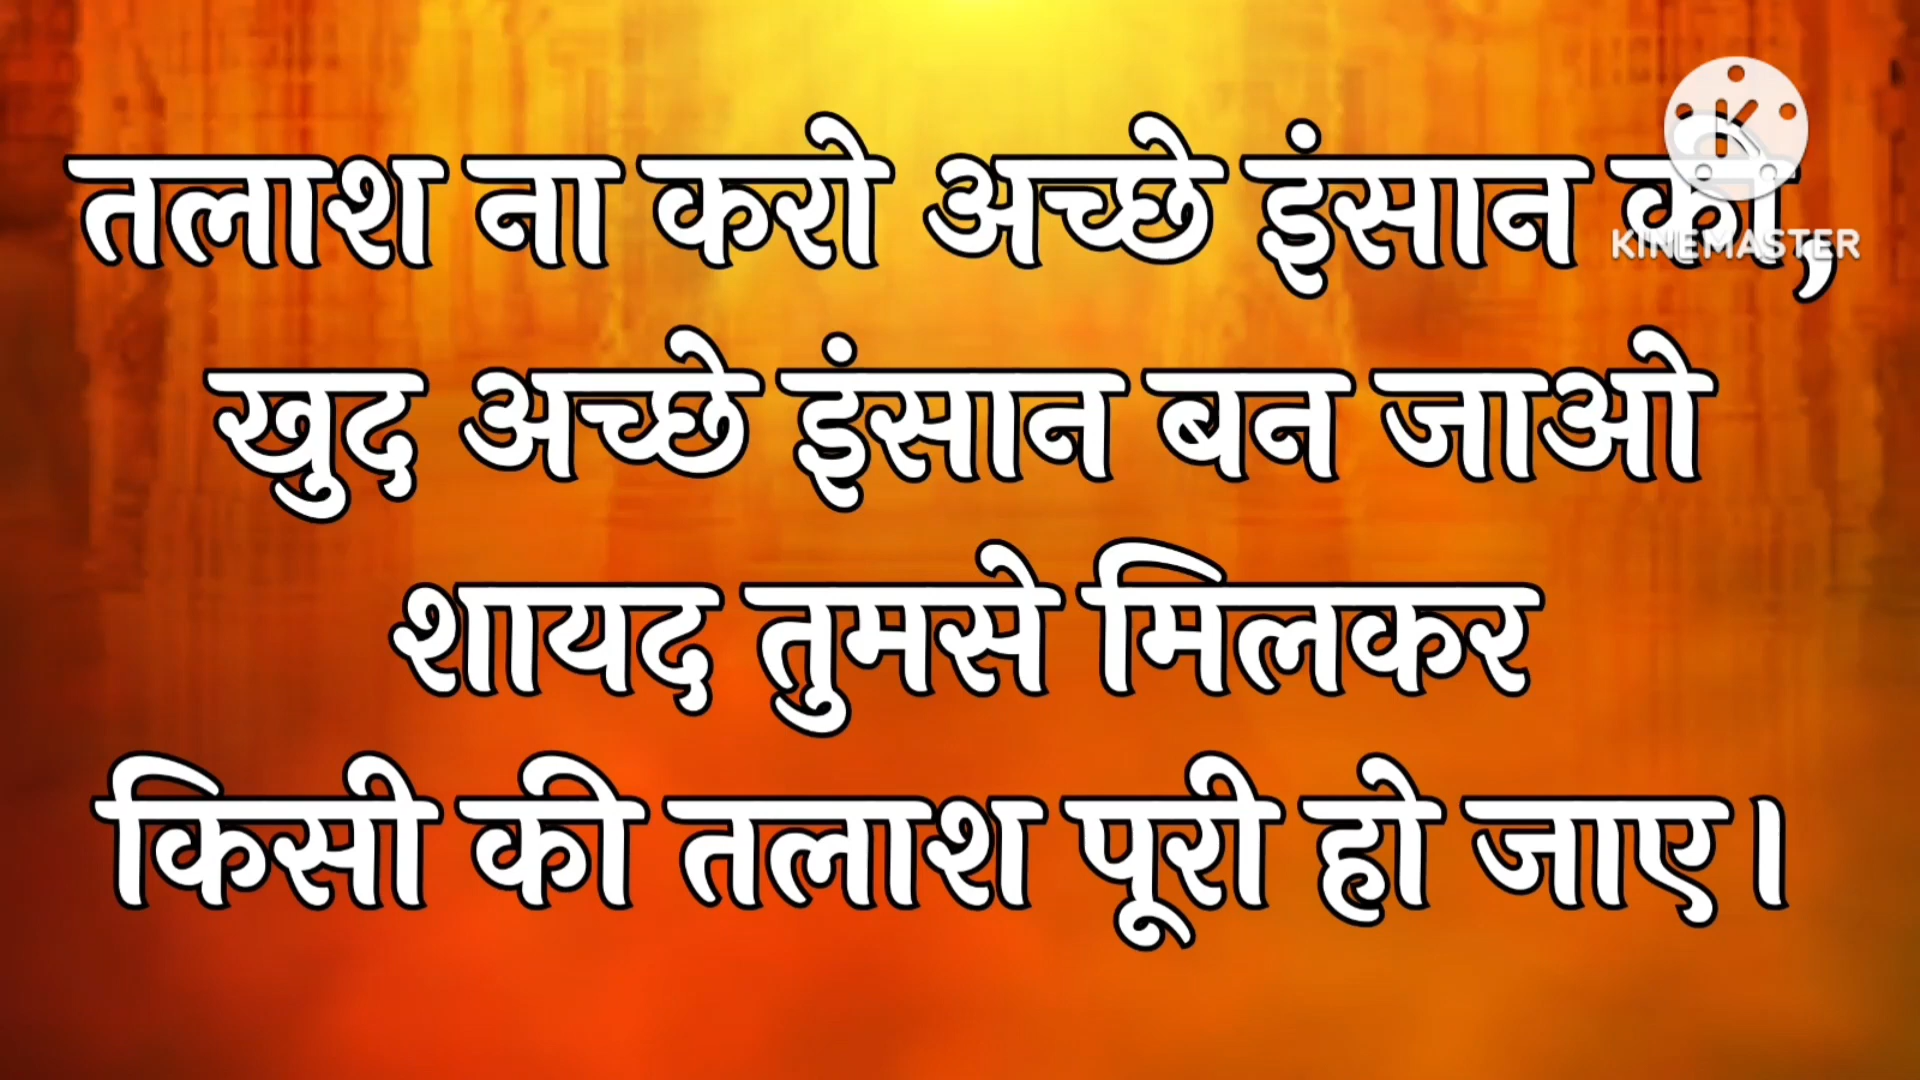 तलाश ना करो अच्छे इंसान की,
खुद अच्छे इंसान बन जाओ
शायद तुमसे मिलकर
किसी की तलाश पूरी हो जाए।
K
KINEMASTER